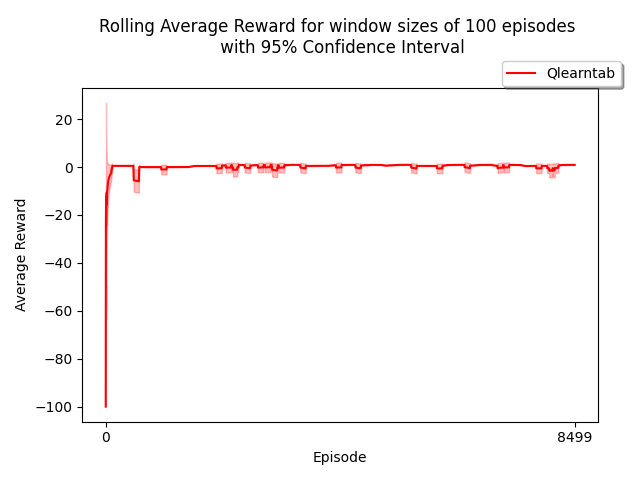 Rolling Average Reward for window sizes of 100 episodes
with 95% Confidence Interval
Qlearntab
20
0
−20
−40
−60
−80
−100
Average Reward
0
8499
Episode